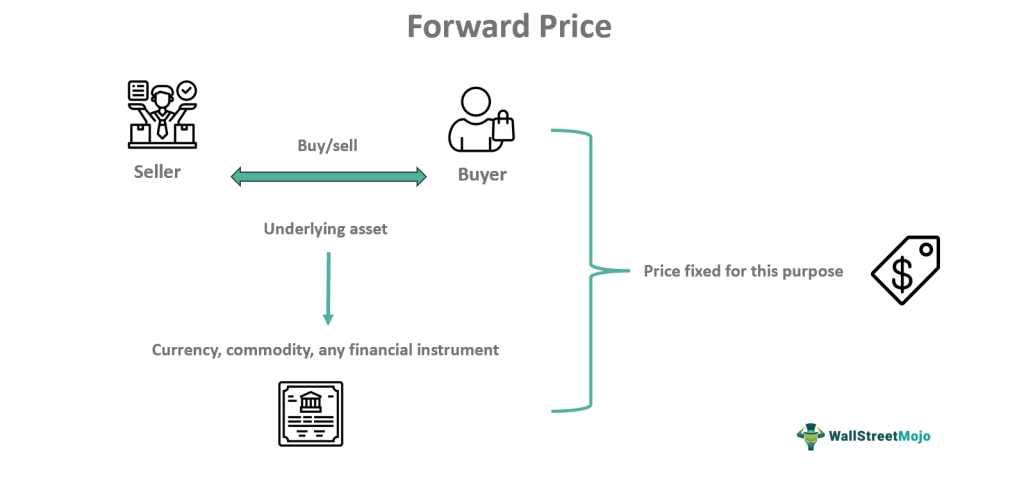 Forward Price
Buy/sell
Seller
Buyer
Underlying asset
Price fixed for this purpose
$
Currency, commodity, any financial instrument
WallStreetMojo